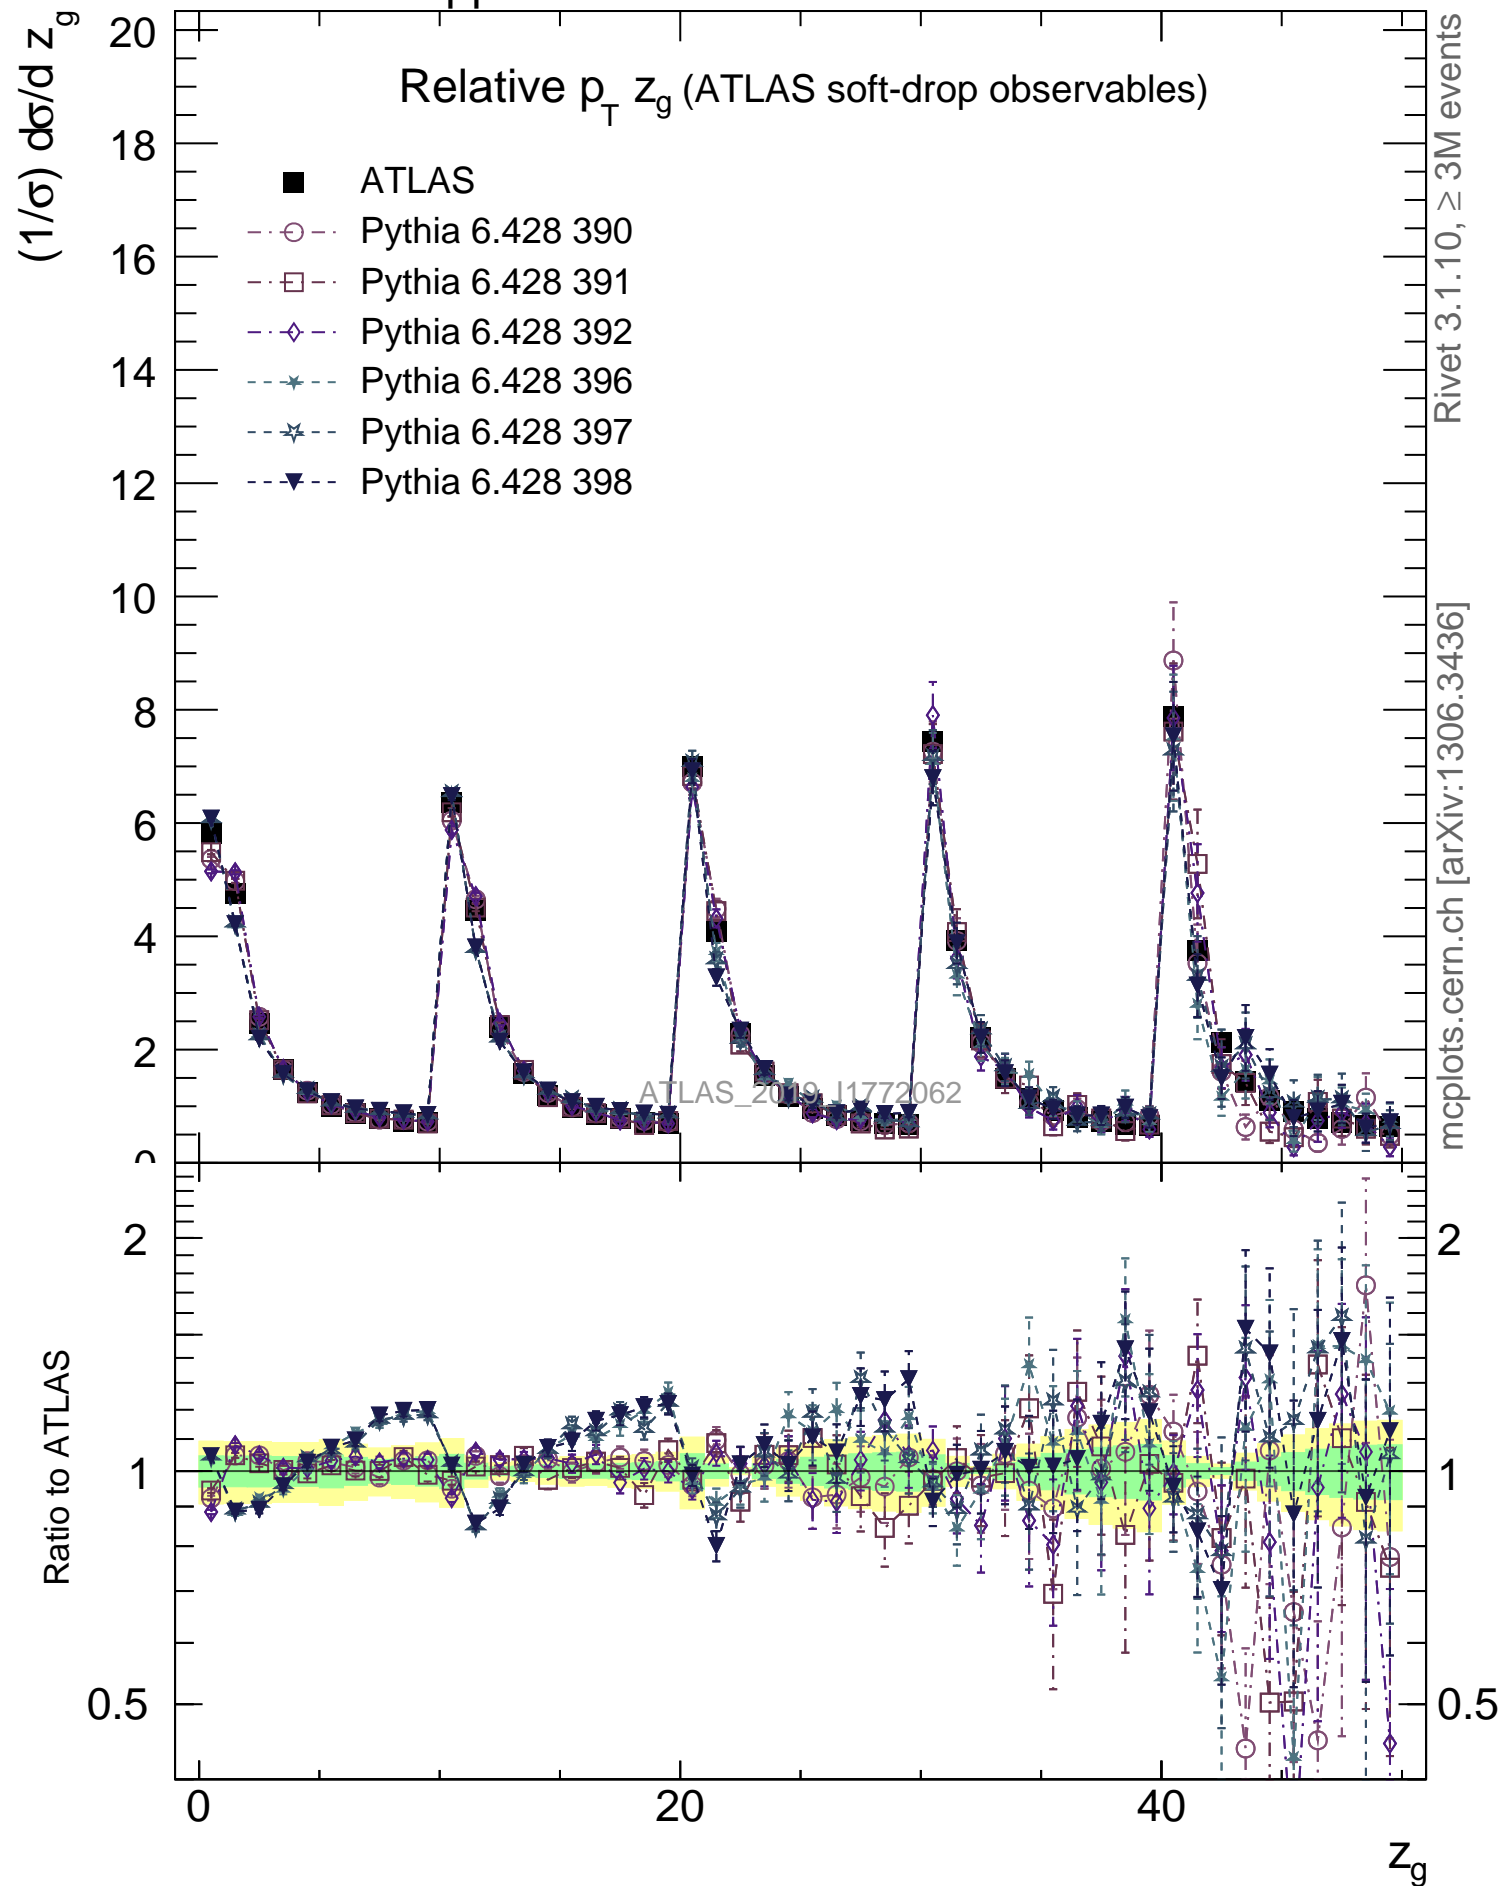 (1/σ) dσ/d z_g
Relative p_T z_g (ATLAS soft-drop observables)
ATLAS
Pythia 6.428 390
Pythia 6.428 391
Pythia 6.428 392
Pythia 6.428 396
Pythia 6.428 397
Pythia 6.428 398
20
18
16
14
12
10
8
6
4
2
0
ATLAS_2019_I1772062
Rivet 3.1.10, ≥ 3M events
mcplots.cern.ch [arXiv:1306.3436]
Ratio to ATLAS
2
1
0.5
2
1
0.5
0 20 40
z_g